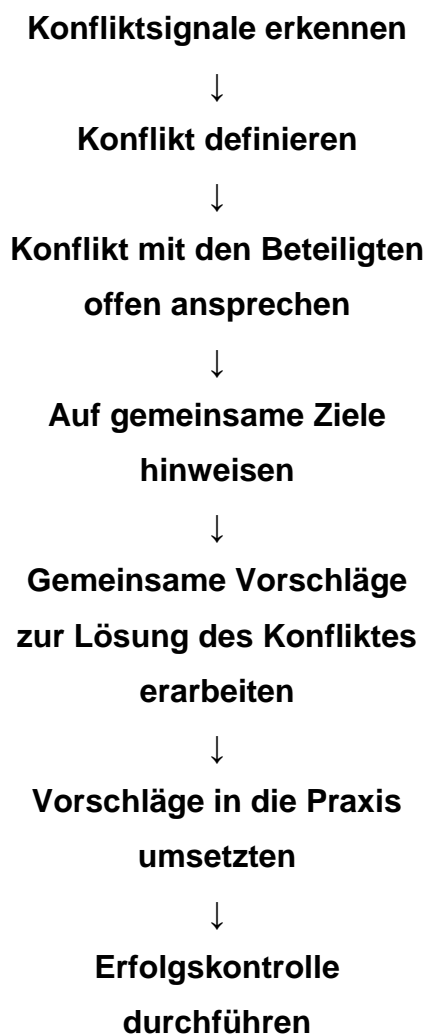 Konfliktsignale erkennen
↓
Konflikt definieren
↓
Konflikt mit den Beteiligten
offen ansprechen
↓
Auf gemeinsame Ziele
hinweisen
↓
Gemeinsame Vorschläge
zur Lösung des Konfliktes
erarbeiten
↓
Vorschläge in die Praxis
umsetzten
↓
Erfolgskontrolle
durchführen